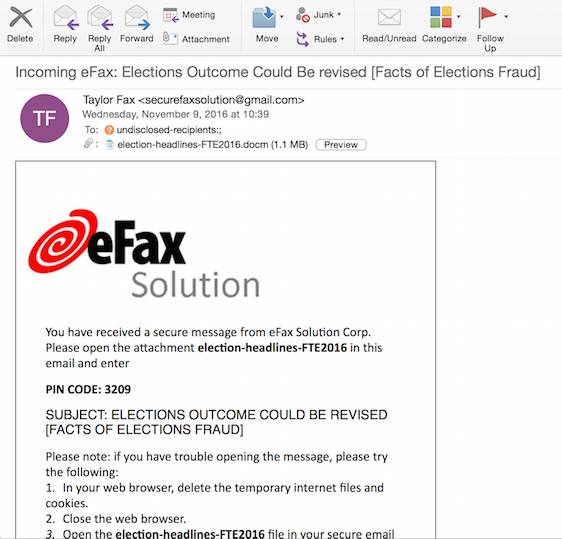 Delete
Reply
Reply All
Forward
Meeting
Attachment
Move
Junk
Rules
Read/Unread
Categorize
Follow Up
Incoming eFax: Elections Outcome Could Be revised [Facts of Elections Fraud]
TF
Taylor Fax <securefaxsolution@gmail.com>
Wednesday, November 9, 2016 at 10:39
To: undisclosed-recipients:;
election-headlines-FTE2016.docm (1.1 MB) Preview
eFax
Solution
You have received a secure message from eFax Solution Corp.
Please open the attachment election-headlines-FTE2016 in this
email and enter
PIN CODE: 3209
SUBJECT: ELECTIONS OUTCOME COULD BE REVISED
[FACTS OF ELECTIONS FRAUD]
Please note: if you have trouble opening the message, please try
the following:
1. In your web browser, delete the temporary internet files and
cookies.
2. Close the web browser.
3. Open the election-headlines-FTE2016 file in your secure email